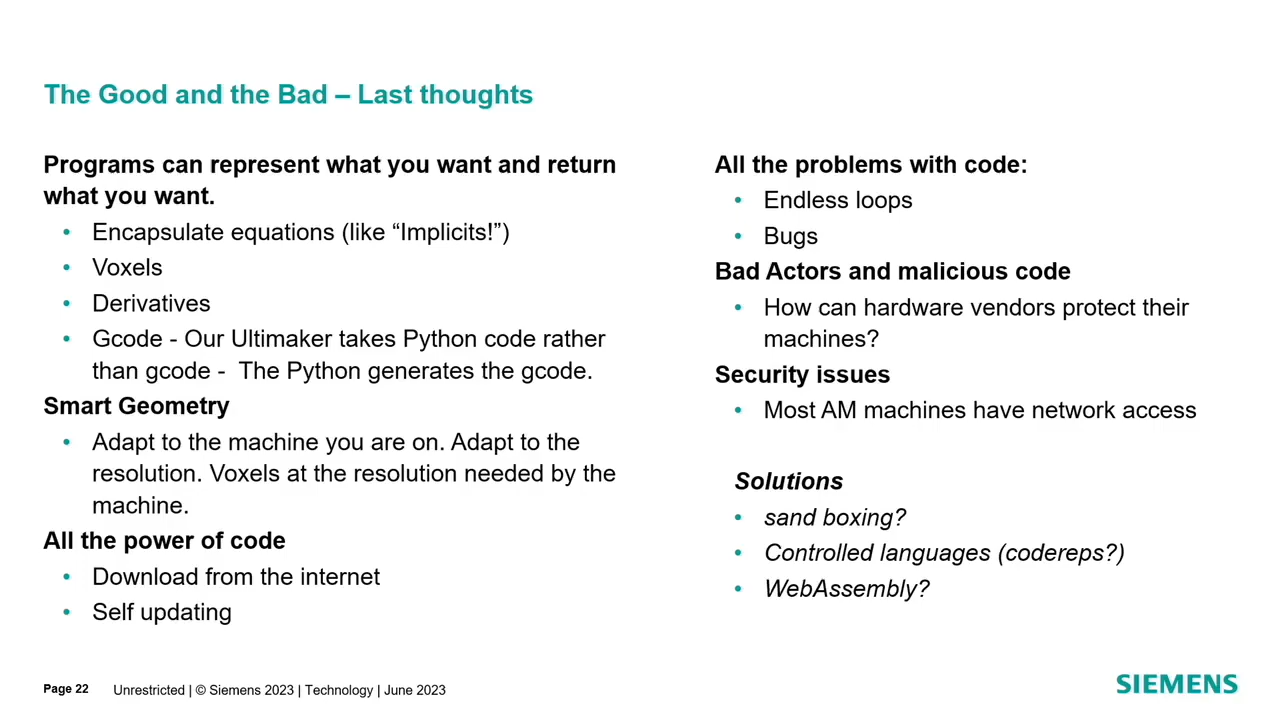 The Good and the Bad – Last thoughts
Programs can represent what you want and return
what you want.
• Encapsulate equations (like “Implicits!”)
• Voxels
• Derivatives
• Gcode - Our Ultimaker takes Python code rather
than gcode -  The Python generates the gcode.
Smart Geometry
• Adapt to the machine you are on. Adapt to the
resolution. Voxels at the resolution needed by the
machine.
All the power of code
• Download from the internet
• Self updating
All the problems with code:
• Endless loops
• Bugs
Bad Actors and malicious code
• How can hardware vendors protect their
machines?
Security issues
• Most AM machines have network access
Solutions
• sand boxing?
• Controlled languages (codereps?)
• WebAssembly?
Page 22 Unrestricted | © Siemens 2023 | Technology | June 2023
SIEMENS